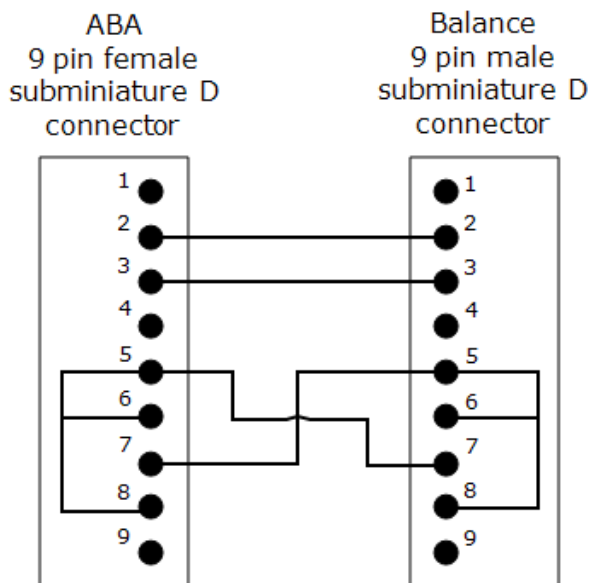 ABA
9 pin female
subminiature D
connector
1
2
3
4
5
6
7
8
9
Balance
9 pin male
subminiature D
connector
1
2
3
4
5
6
7
8
9